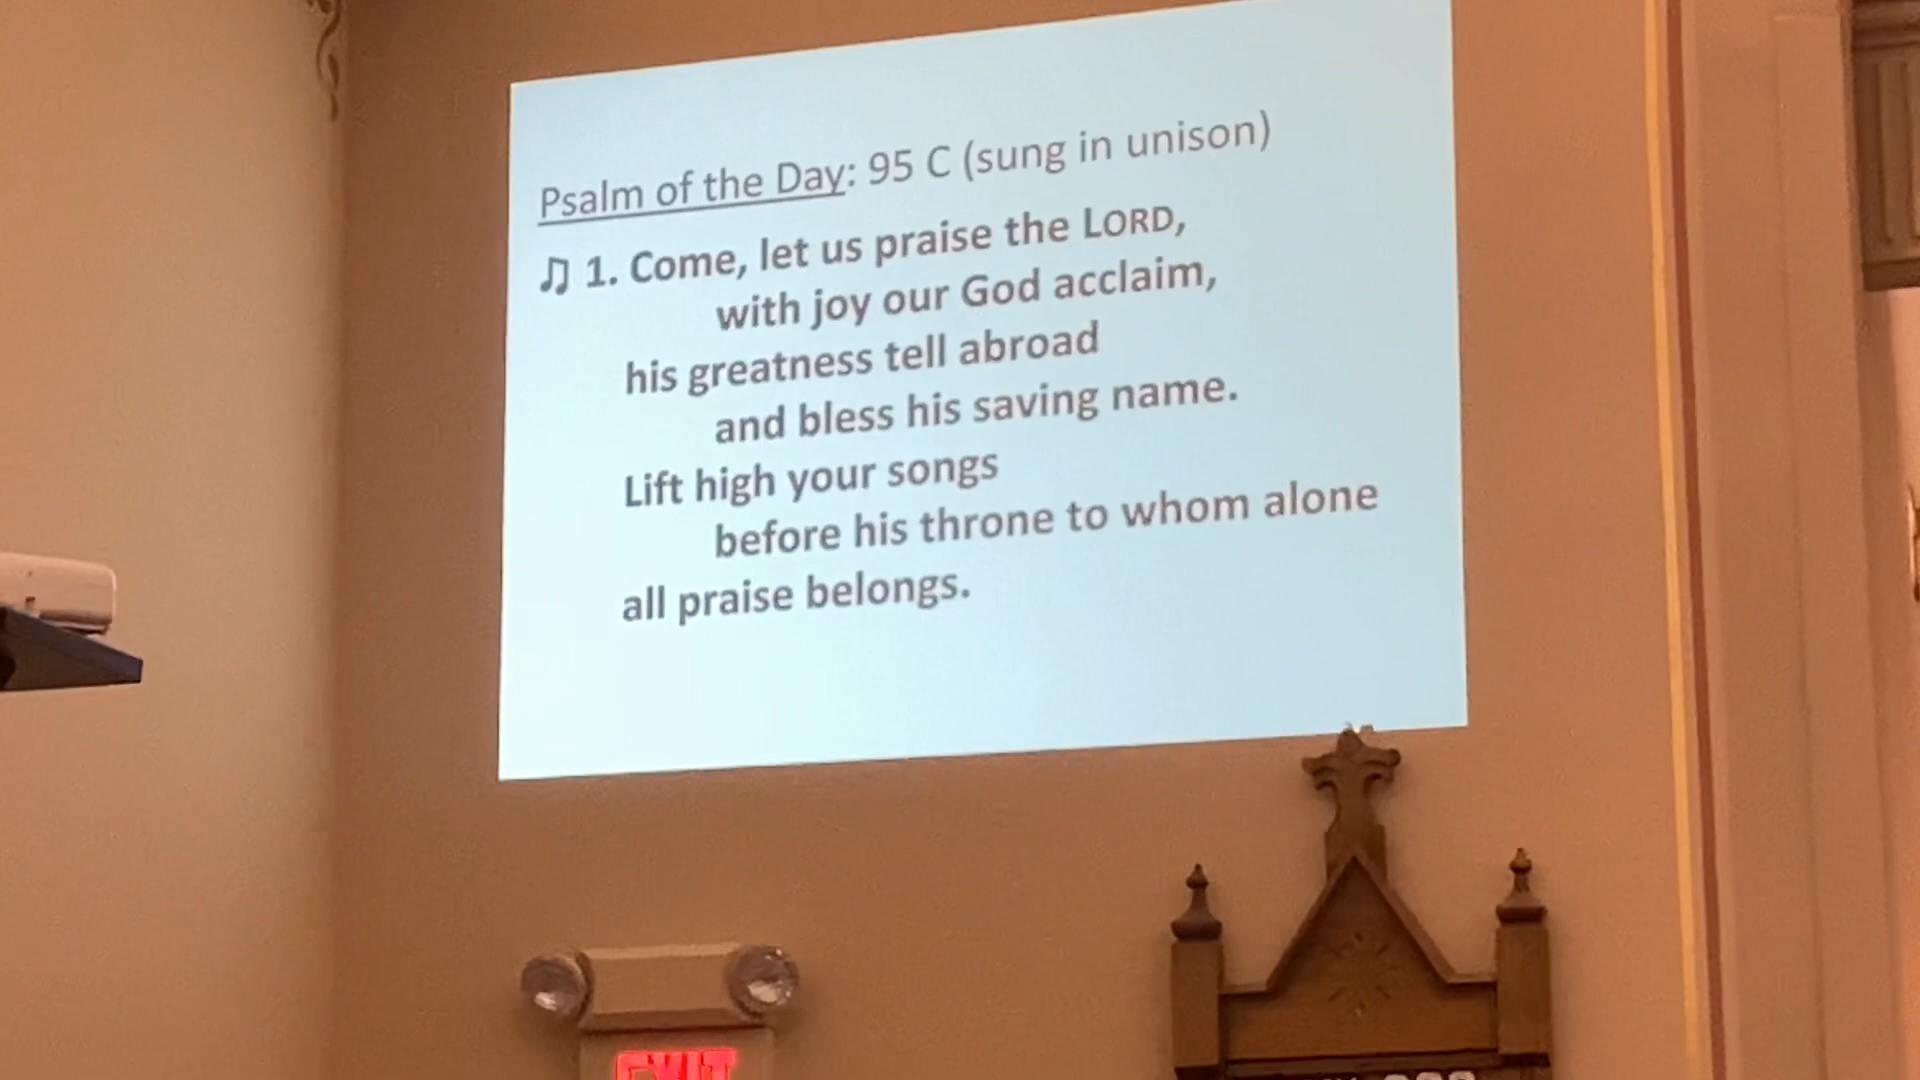 Psalm of the Day: 95 C (sung in unison)
♫ 1. Come, let us praise the LORD,
with joy our God acclaim,
his greatness tell abroad
and bless his saving name.
Lift high your songs
before his throne to whom alone
all praise belongs.
EXIT